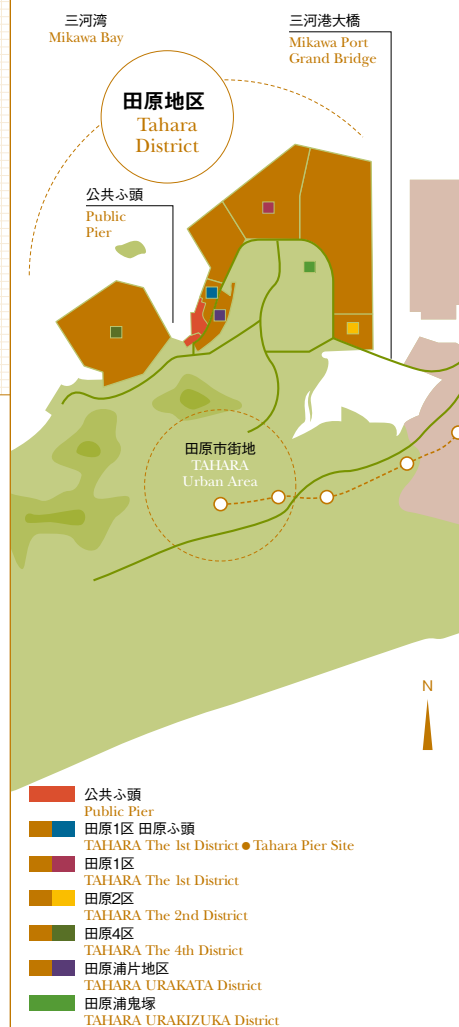 三河湾
Mikawa Bay
三河港大橋
Mikawa Port
Grand Bridge
田原地区
Tahara
District
公共ふ頭
Public
Pier
田原市街地
TAHARA
Urban Area
N
公共ふ頭
Public Pier
田原1区 田原ふ頭
TAHARA The 1st District ● Tahara Pier Site
田原1区
TAHARA The 1st District
田原2区
TAHARA The 2nd District
田原4区
TAHARA The 4th District
田原浦片地区
TAHARA URAKATA District
田原浦鬼塚
TAHARA URAKIZUKA District